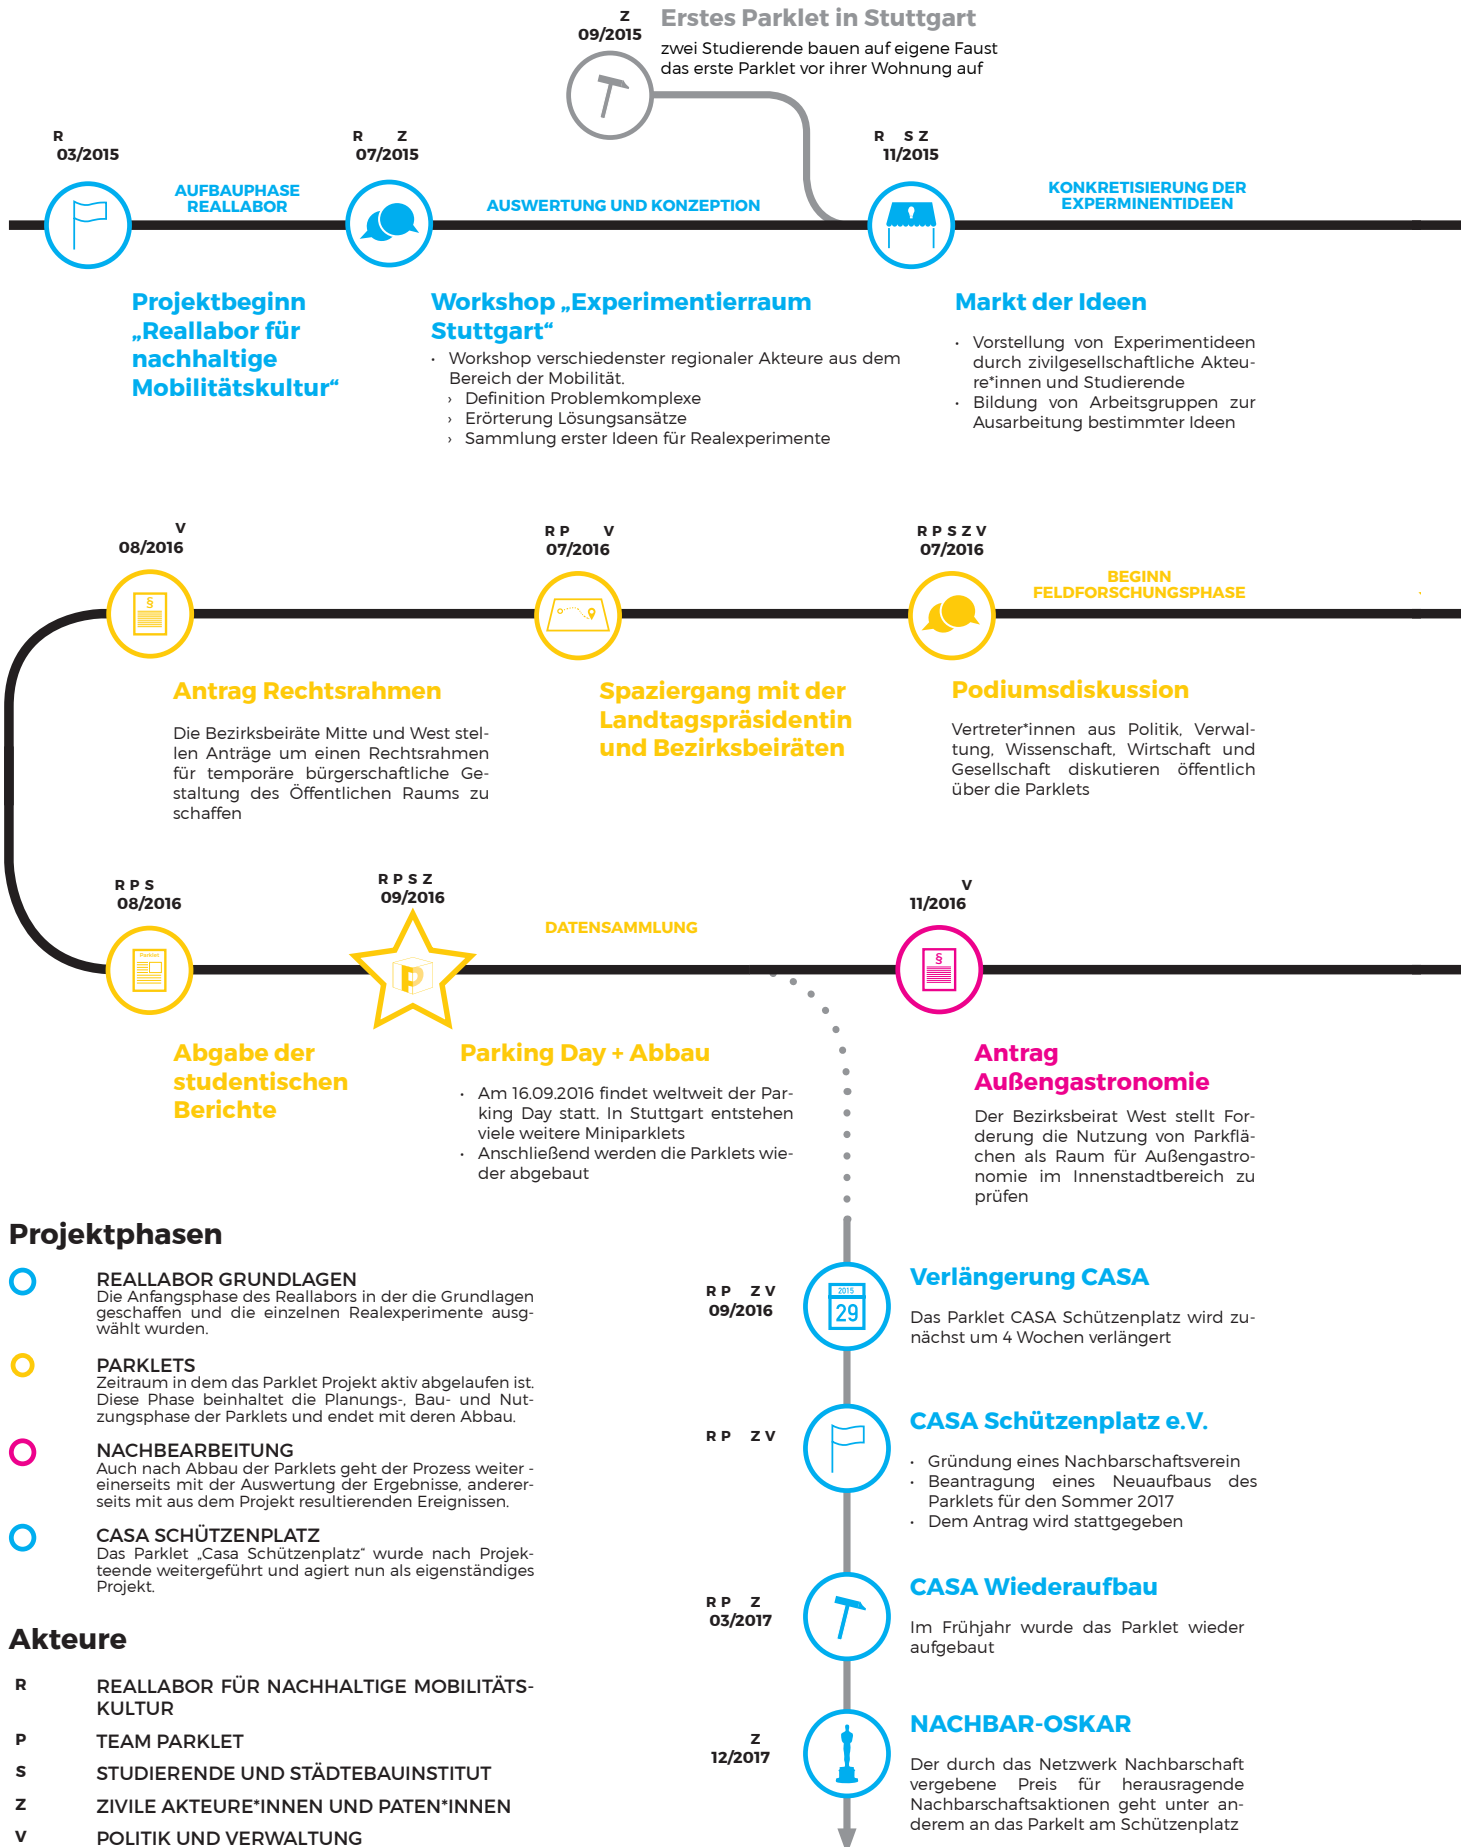 Z
09/2015
Erstes Parklet in Stuttgart
zwei Studierende bauen auf eigene Faust
das erste Parklet vor ihrer Wohnung auf
R
03/2015
R Z
07/2015
R S Z
11/2015
AUFBAUPHASE
REALLABOR
AUSWERTUNG UND KONZEPTION
KONKRETISIERUNG DER
EXPERMINENTIDEEN
Projektbeginn
„Reallabor für
nachhaltige
Mobilitätskultur“
Workshop „Experimentierraum
Stuttgart“
• Workshop verschiedenster regionaler Akteure aus dem
Bereich der Mobilität.
› Definition Problemkomplexe
› Erörterung Lösungsansätze
› Sammlung erster Ideen für Realexperimente
Markt der Ideen
• Vorstellung von Experimentideen
durch zivilgesellschaftliche Akteu-
re*innen und Studierende
• Bildung von Arbeitsgruppen zur
Ausarbeitung bestimmter Ideen
V
08/2016
R P V
07/2016
R P S Z V
07/2016
BEGINN
FELDFORSCHUNGSPHASE
§
Antrag Rechtsrahmen
Die Bezirksbeiräte Mitte und West stel-
len Anträge um einen Rechtsrahmen
für temporäre bürgerschaftliche Ge-
staltung des Öffentlichen Raums zu
schaffen
Spaziergang mit der
Landtagspräsidentin
und Bezirksbeiräten
Podiumsdiskussion
Vertreter*innen aus Politik, Verwal-
tung, Wissenschaft, Wirtschaft und
Gesellschaft diskutieren öffentlich
über die Parklets
R P S
08/2016
R P S Z
09/2016
DATENSAMMLUNG
V
11/2016
Parklet
P
§
Abgabe der
studentischen
Berichte
Parking Day + Abbau
• Am 16.09.2016 findet weltweit der Par-
king Day statt. In Stuttgart entstehen
viele weitere Miniparklets
• Anschließend werden die Parklets wie-
der abgebaut
Antrag
Außengastronomie
Der Bezirksbeirat West stellt For-
derung die Nutzung von Parkflä-
chen als Raum für Außengastro-
nomie im Innenstadtbereich zu
prüfen
Projektphasen
REALLABOR GRUNDLAGEN
Die Anfangsphase des Reallabors in der die Grundlagen
geschaffen und die einzelnen Realexperimente ausg-
wählt wurden.
PARKLETS
Zeitraum in dem das Parklet Projekt aktiv abgelaufen ist.
Diese Phase beinhaltet die Planungs-, Bau- und Nut-
zungsphase der Parklets und endet mit deren Abbau.
NACHBEARBEITUNG
Auch nach Abbau der Parklets geht der Prozess weiter -
einerseits mit der Auswertung der Ergebnisse, anderer-
seits mit aus dem Projekt resultierenden Ereignissen.
CASA SCHÜTZENPLATZ
Das Parklet „Casa Schützenplatz“ wurde nach Projek-
teende weitergeführt und agiert nun als eigenständiges
Projekt.
Akteure
R REALLABOR FÜR NACHHALTIGE MOBILITÄTS-
KULTUR
P TEAM PARKLET
S STUDIERENDE UND STÄDTEBAUINSTITUT
Z ZIVILE AKTEURE*INNEN UND PATEN*INNEN
V POLITIK UND VERWALTUNG
R P Z V
09/2016
2015
29
Verlängerung CASA
Das Parklet CASA Schützenplatz wird zu-
nächst um 4 Wochen verlängert
R P Z V
CASA Schützenplatz e.V.
• Gründung eines Nachbarschaftsverein
• Beantragung eines Neuaufbaus des
Parklets für den Sommer 2017
• Dem Antrag wird stattgegeben
R P Z
03/2017
CASA Wiederaufbau
Im Frühjahr wurde das Parklet wieder
aufgebaut
Z
12/2017
NACHBAR-OSKAR
Der durch das Netzwerk Nachbarschaft
vergebene Preis für herausragende
Nachbarschaftsaktionen geht unter an-
derem an das Parkelt am Schützenplatz